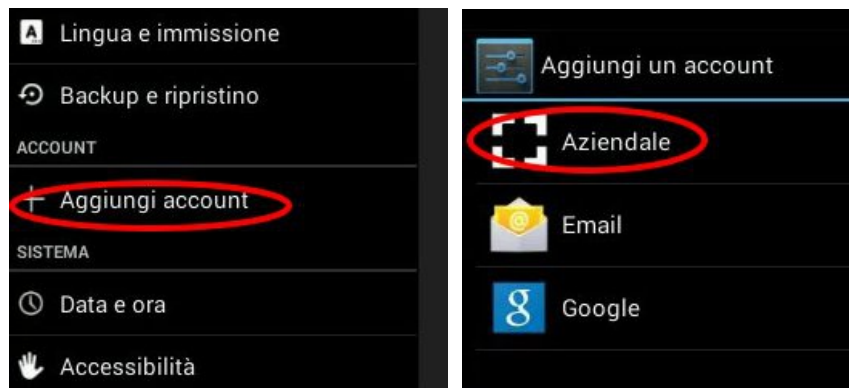 Lingua e immissione
Backup e ripristino
ACCOUNT
Aggiungi account
SISTEMA
Data e ora
Accessibilità
Aggiungi un account
Aziendale
Email
Google